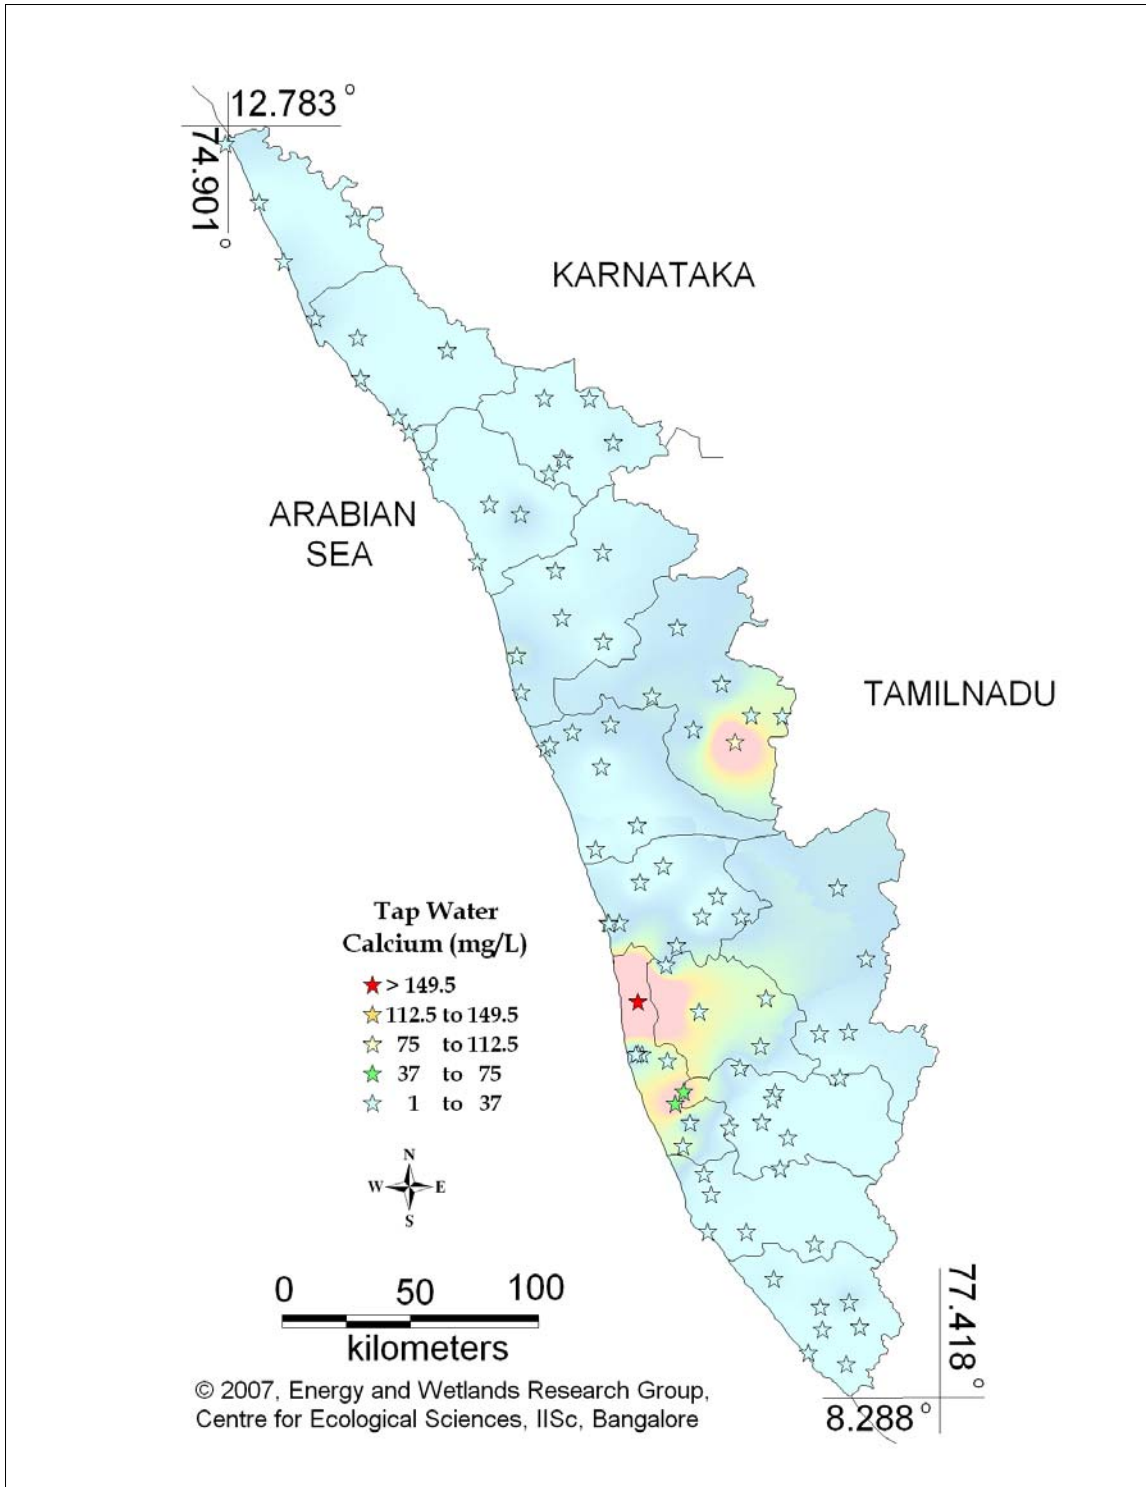 12.783 °
74.901 °
KARNATAKA
ARABIAN
SEA
TAMILNADU
Tap Water
Calcium (mg/L)
> 149.5
112.5 to 149.5
75 to 112.5
37 to 75
1 to 37
N
W E
S
0 50 100
kilometers
77.418 °
8.288 °
© 2007, Energy and Wetlands Research Group,
Centre for Ecological Sciences, IISc, Bangalore